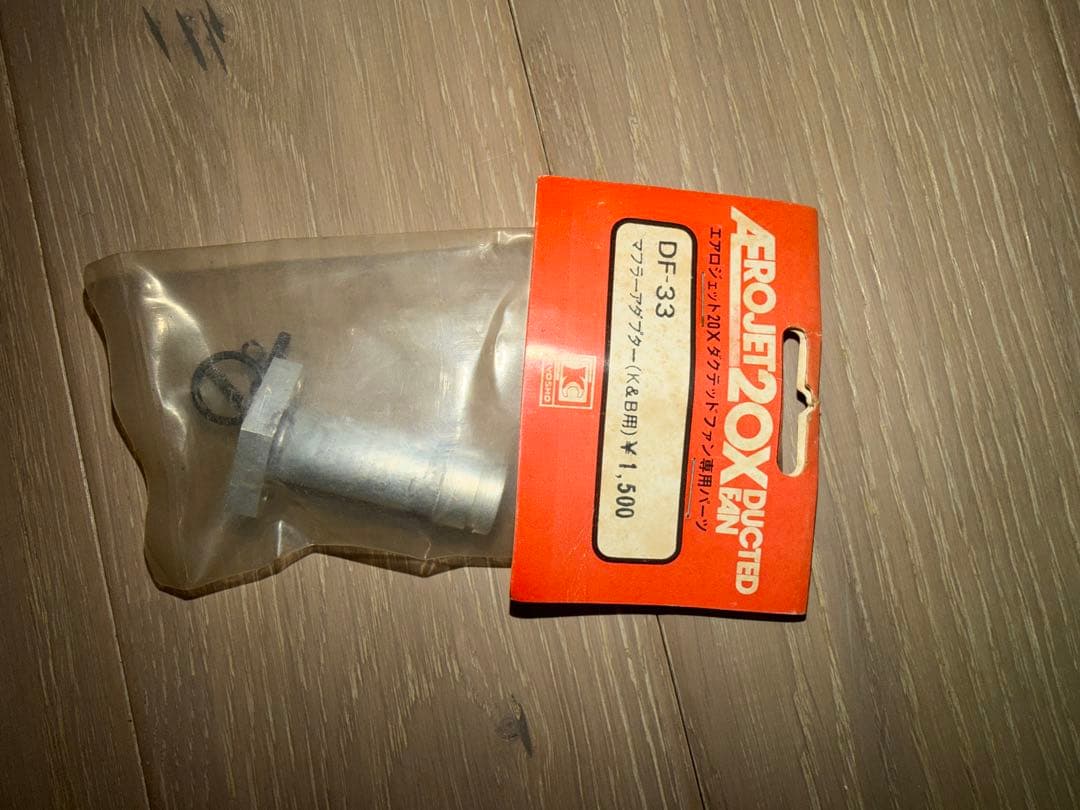 AEROJET 20X DUCTED FAN
エアロジェット20X ダクテッドファン専用パーツ
DF-33
マフラーアダプター(K&B用)¥1,500
KYOSHO